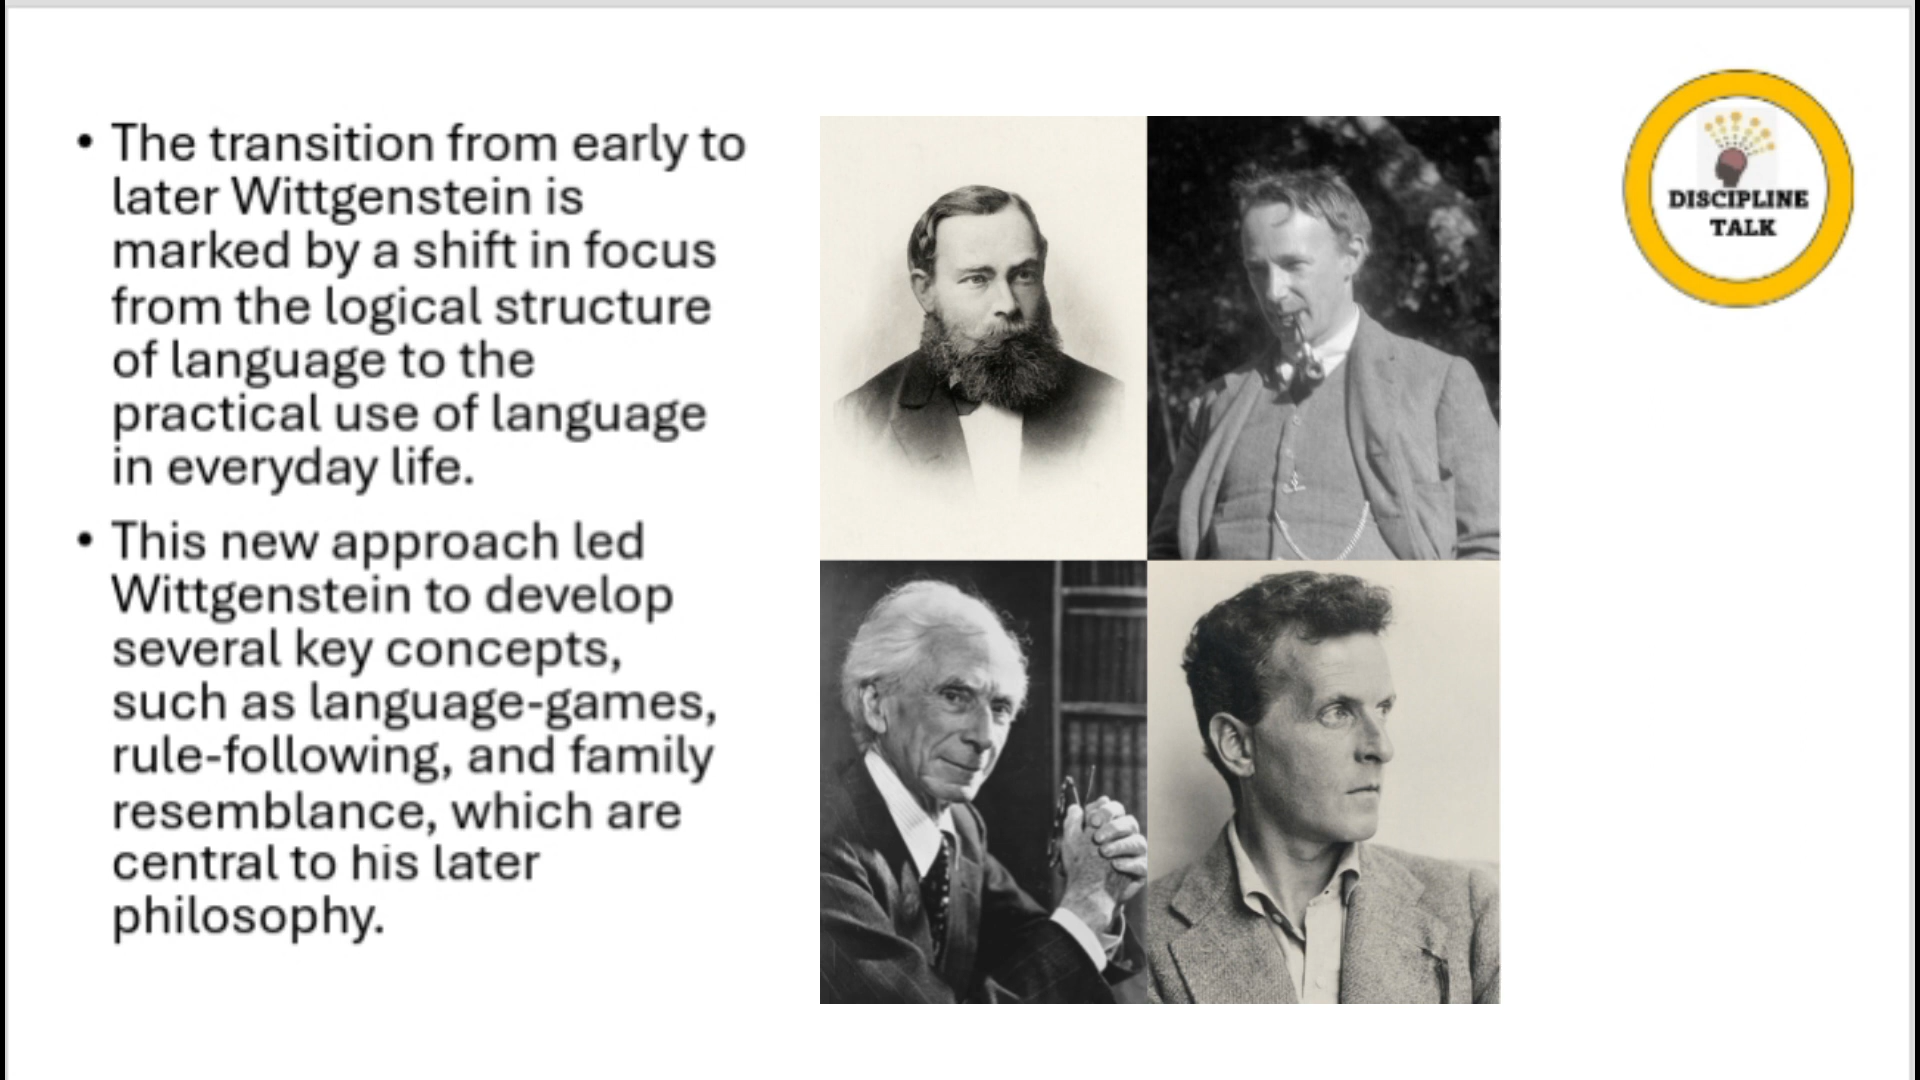 • The transition from early to
later Wittgenstein is
marked by a shift in focus
from the logical structure
of language to the
practical use of language
in everyday life.
• This new approach led
Wittgenstein to develop
several key concepts,
such as language-games,
rule-following, and family
resemblance, which are
central to his later
philosophy.
DISCIPLINE
TALK